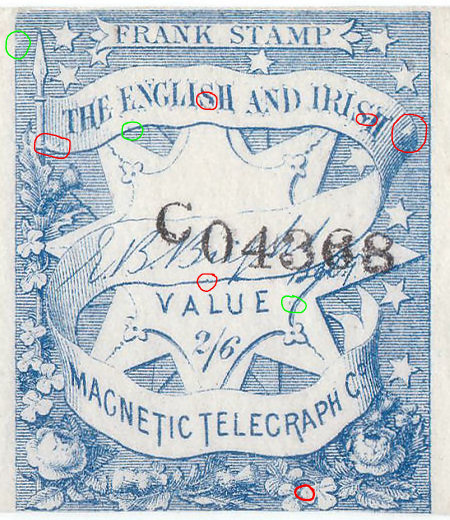 FRANK STAMP
THE ENGLISH AND IRISH
C04368
VALUE
2/6
MAGNETIC TELEGRAPH Co